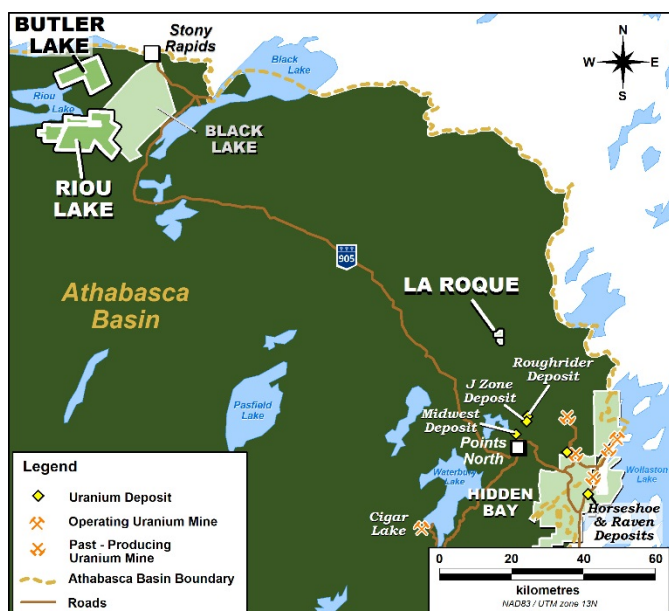 BUTLER
LAKE
Stony
Rapids
Black
Lake
N
W E
S
Riou
Lake
BLACK
LAKE
RIOU
LAKE
905
Athabasca
Basin
LA ROQUE
Roughrider
Deposit
J Zone
Deposit
Midwest
Deposit
Points
North
Pasfield
Lake
Waterbury
Lake
HIDDEN
BAY
Wollaston
Lake
Cigar
Lake
Horseshoe
& Raven
Deposits
Legend
Uranium Deposit
Operating Uranium Mine
Past - Producing
Uranium Mine
Athabasca Basin Boundary
Roads
0 20 40 60
kilometres
NAD83 / UTM zone 13N